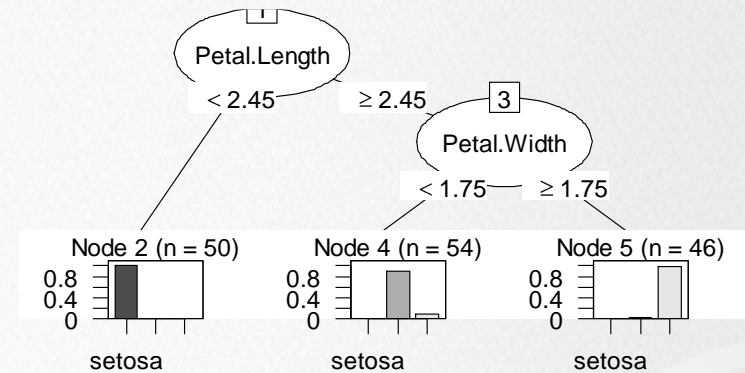 1
Petal.Length
< 2.45 ≥ 2.45
3
Petal.Width
< 1.75 ≥ 1.75
Node 2 (n = 50) Node 4 (n = 54) Node 5 (n = 46)
0.8 0.8 0.8
0.4 0.4 0.4
0 0 0
setosa setosa setosa